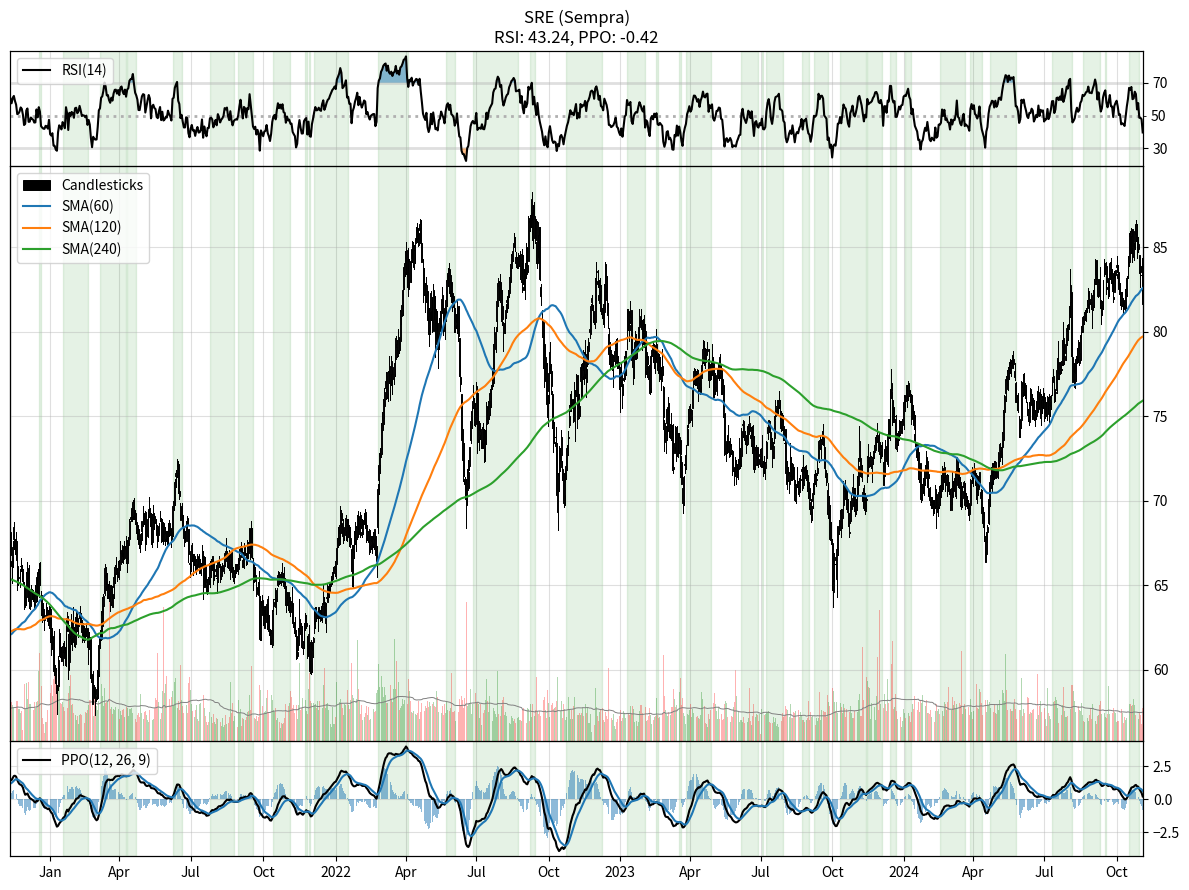 SRE (Sempra)
RSI: 43.24, PPO: -0.42
RSI(14)
70
50
30
Candlesticks
SMA(60)
SMA(120)
SMA(240)
85
80
75
70
65
60
PPO(12, 26, 9)
2.5
0.0
−2.5
Jan Apr Jul Oct 2022 Apr Jul Oct 2023 Apr Jul Oct 2024 Apr Jul Oct